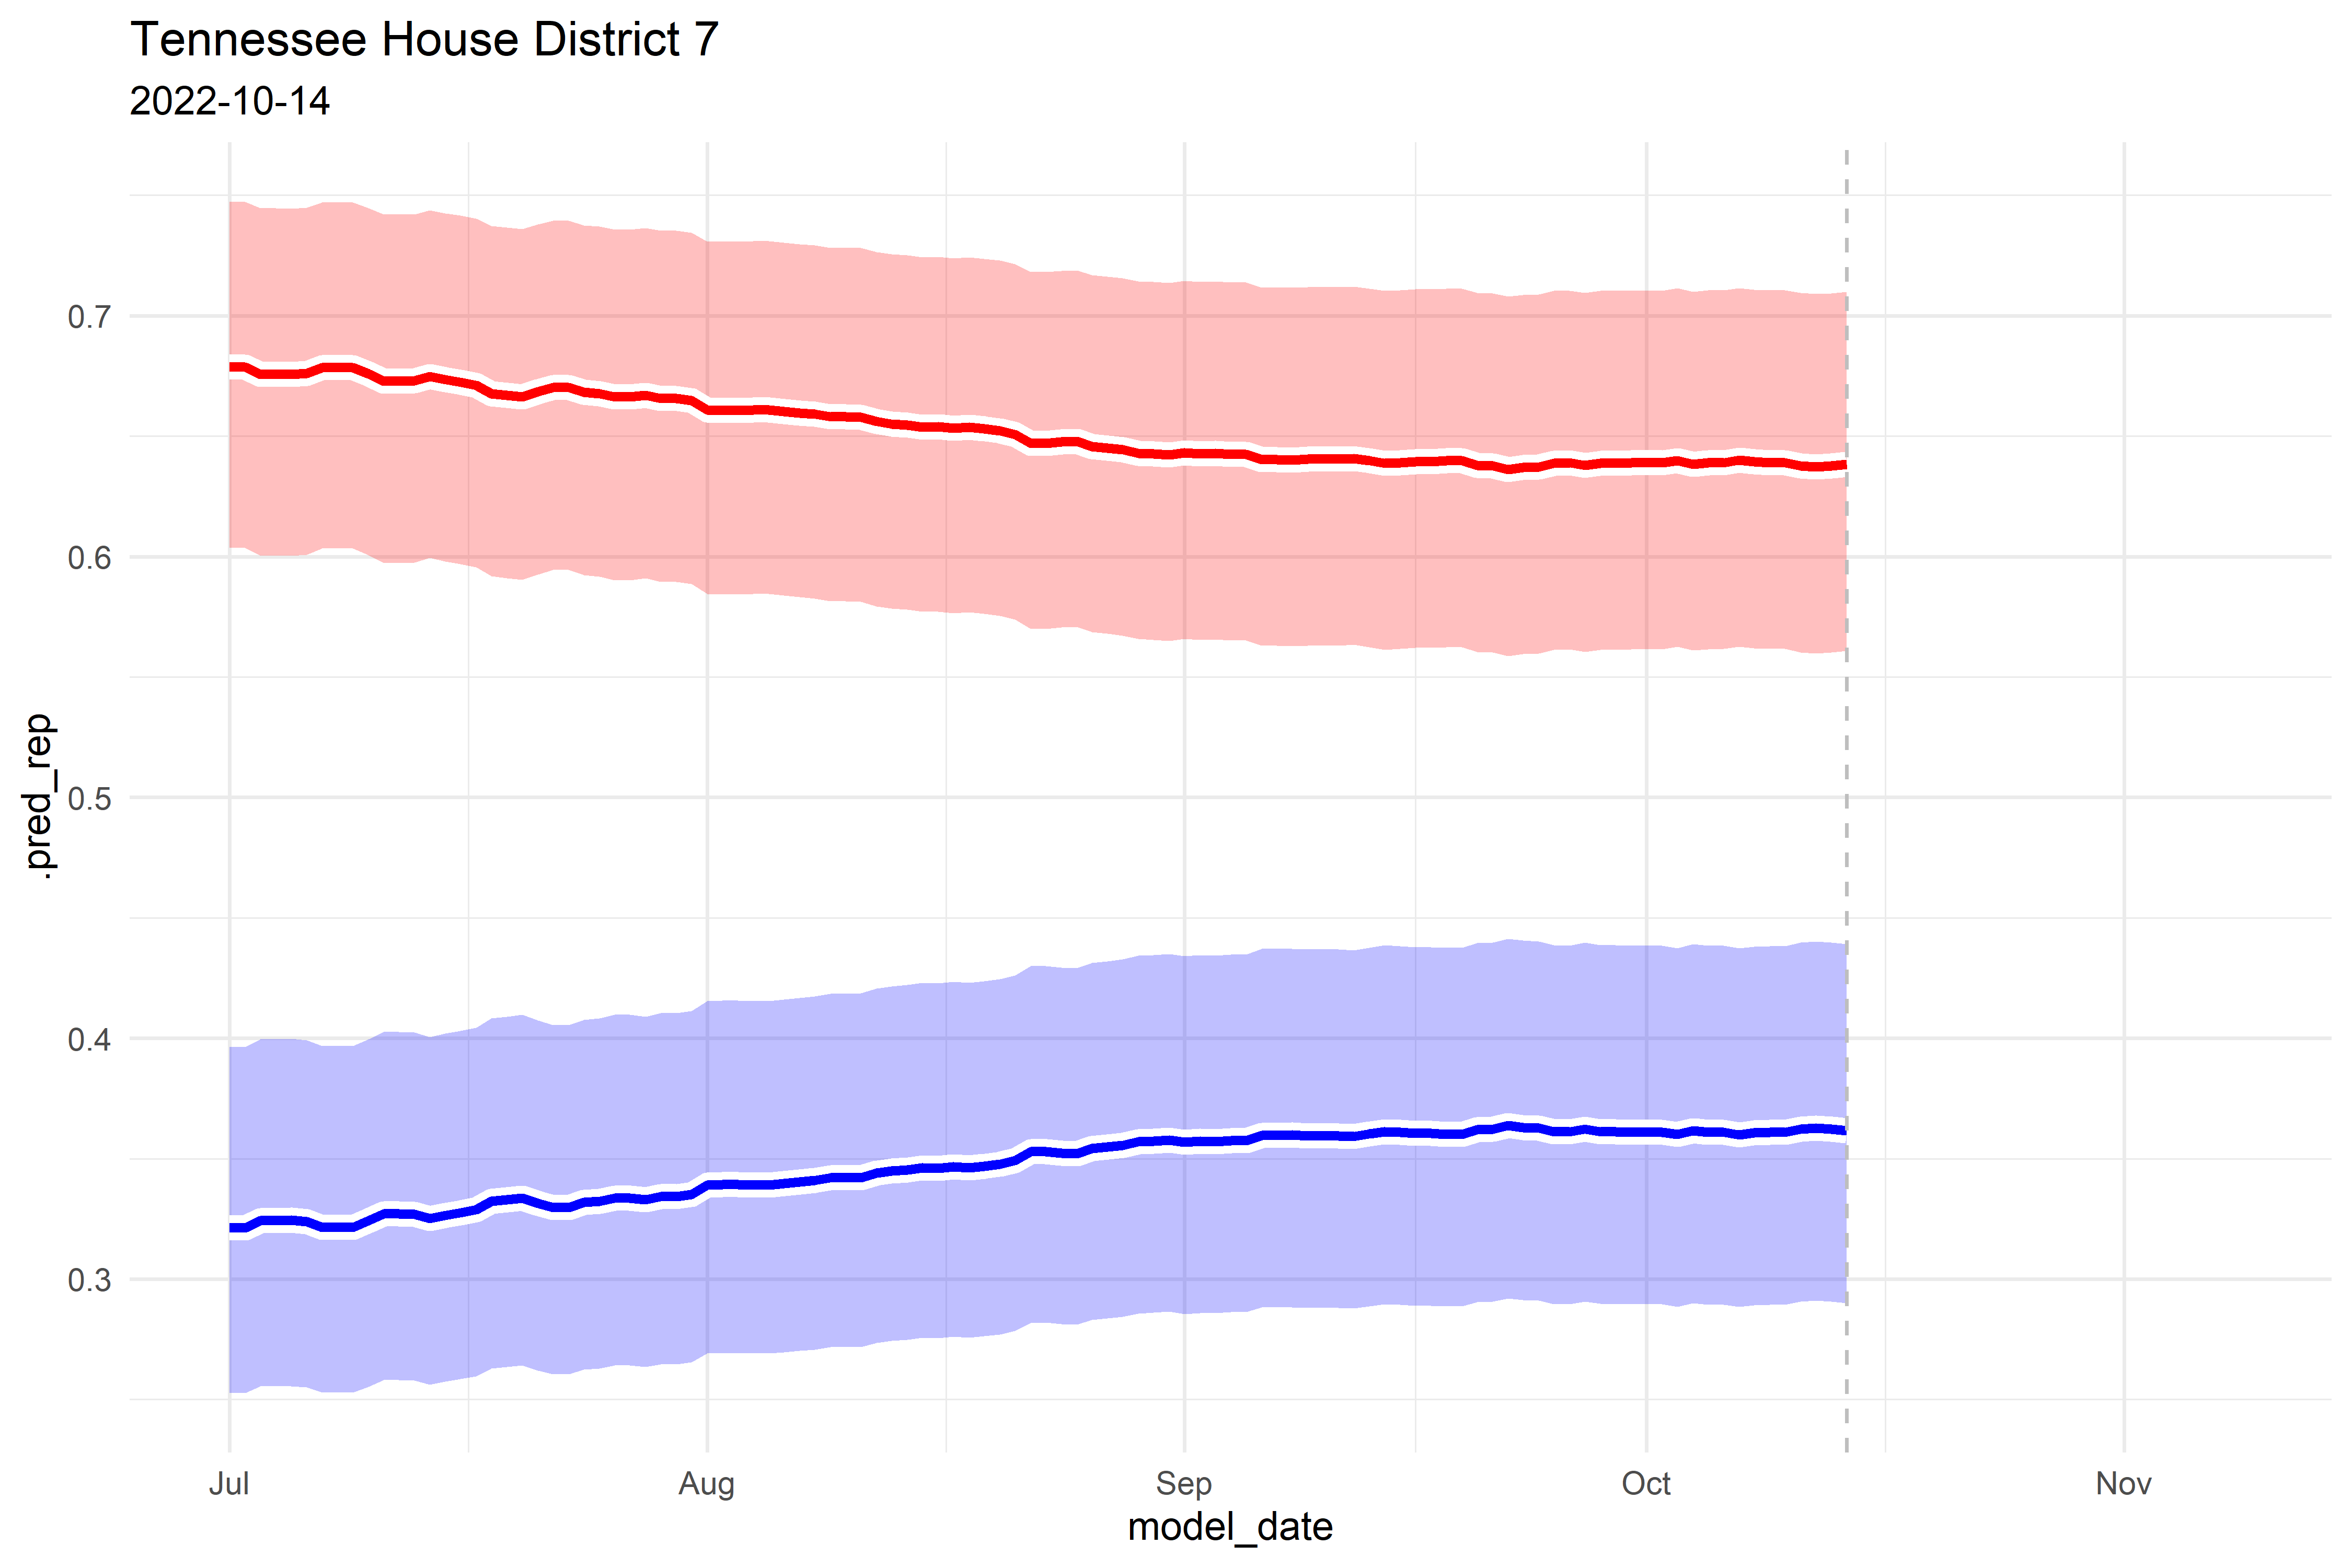 Tennessee House District 7
2022-10-14
.pred_rep
0.7
0.6
0.5
0.4
0.3
Jul Aug Sep Oct Nov
model_date